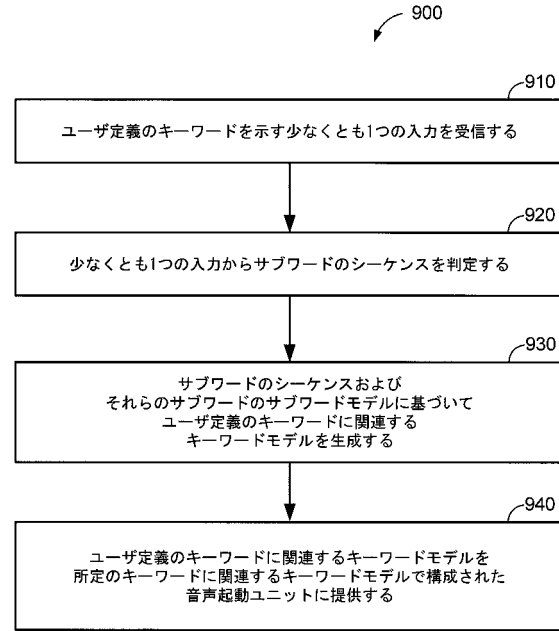 900
910
ユーザ定義のキーワードを示す少なくとも1つの入力を受信する
920
少なくとも1つの入力からサブワードのシーケンスを判定する
930
サブワードのシーケンスおよび
それらのサブワードのサブワードモデルに基づいて
ユーザ定義のキーワードに関連する
キーワードモデルを生成する
940
ユーザ定義のキーワードに関連するキーワードモデルを
所定のキーワードに関連するキーワードモデルで構成された
音声起動ユニットに提供する